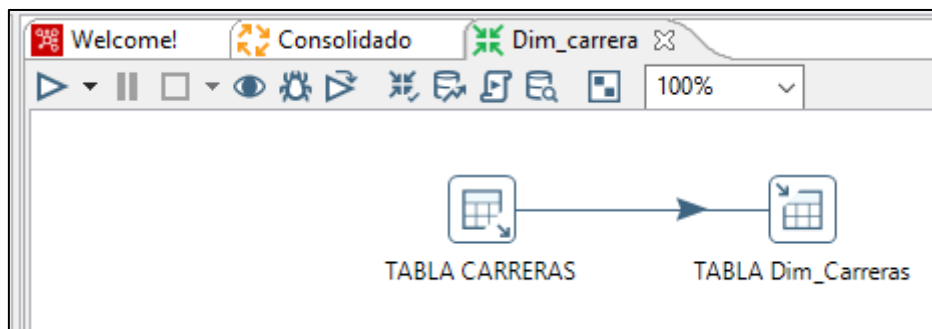 Welcome! Consolidado Dim_carrera
100%
TABLA CARRERAS TABLA Dim_Carreras